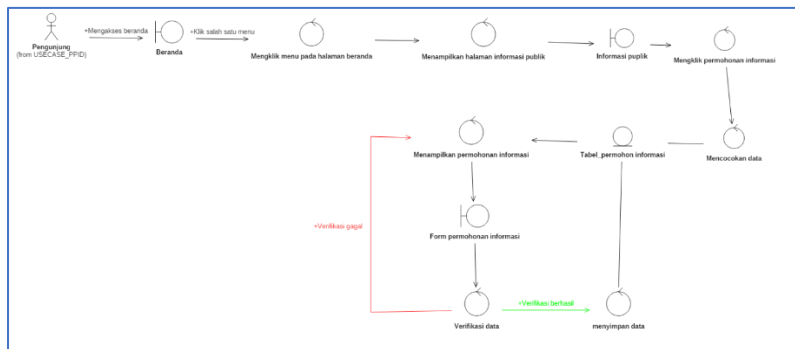 +Mengakses beranda
+Klik salah satu menu
Pengunjung
(from USECASE_PPID)
Beranda
Mengklik menu pada halaman beranda
Menampilkan halaman informasi publik
Informasi puplik
Mengklik permohonan informasi
Menampilkan permohonan informasi
Tabel_permohon informasi
Mencocokan data
+Verifikasi gagal
Form permohonan informasi
+Verifikasi berhasil
Verifikasi data
menyimpan data